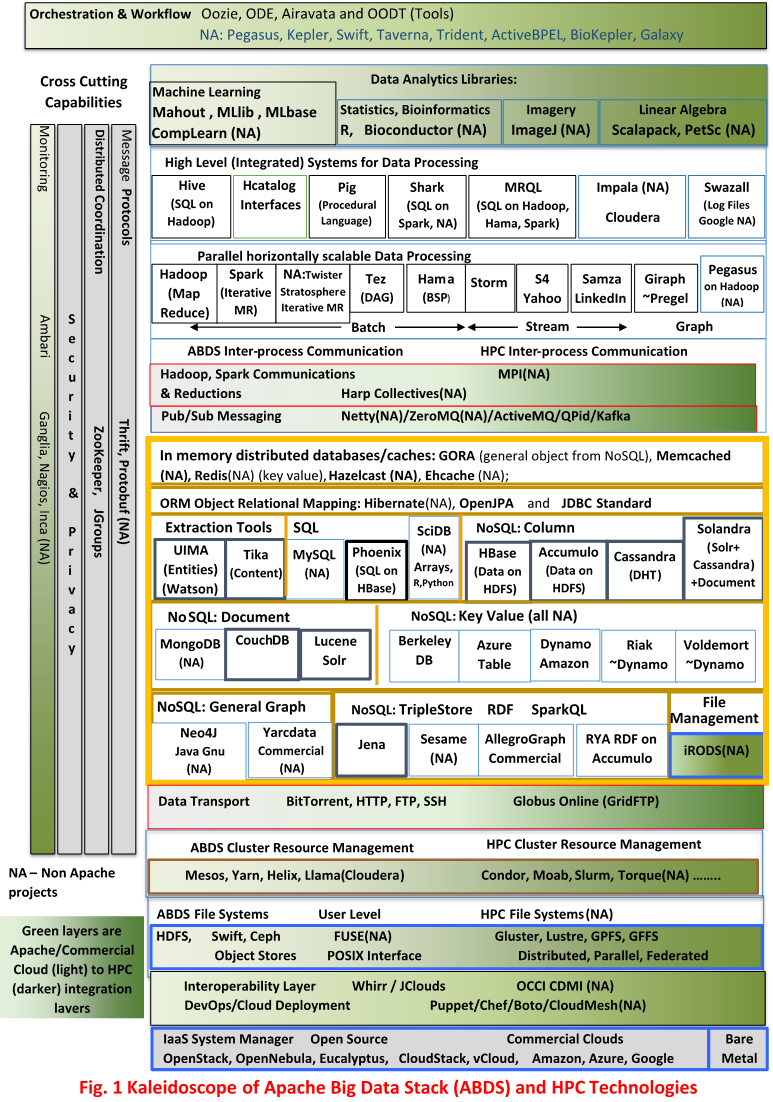 Orchestration & Workflow Oozie, ODE, Airavata and OODT (Tools)
NA: Pegasus, Kepler, Swift, Taverna, Trident, ActiveBPEL, BioKepler, Galaxy
Cross Cutting
Capabilities
Monitoring
Ambari
Ganglia, Nagios, Inca (NA)
Security & Privacy
Distributed Coordination
ZooKeeper, JGroups
Message Protocols
Thrift, Protobuf (NA)
Data Analytics Libraries:
Machine Learning
Mahout , MLlib , MLbase
CompLearn (NA)
Statistics, Bioinformatics
R, Bioconductor (NA)
Imagery
ImageJ (NA)
Linear Algebra
Scalapack, PetSc (NA)
High Level (Integrated) Systems for Data Processing
Hive
(SQL on
Hadoop)
Hcatalog
Interfaces
Pig
(Procedural
Language)
Shark
(SQL on
Spark, NA)
MRQL
(SQL on Hadoop,
Hama, Spark)
Impala (NA)
Cloudera
Swazall
(Log Files
Google NA)
Parallel horizontally scalable Data Processing
Hadoop
(Map
Reduce)
Spark
(Iterative
MR)
NA:Twister
Stratosphere
Iterative MR
Tez
(DAG)
Hama
(BSP)
Storm
S4
Yahoo
Samza
LinkedIn
Giraph
~Pregel
Pegasus
on Hadoop
(NA)
Batch
Stream
Graph
ABDS Inter-process Communication
HPC Inter-process Communication
Hadoop, Spark Communications MPI(NA)
& Reductions Harp Collectives(NA)
Pub/Sub Messaging Netty(NA)/ZeroMQ(NA)/ActiveMQ/QPid/Kafka
In memory distributed databases/caches: GORA (general object from NoSQL), Memcached
(NA), Redis(NA) (key value), Hazelcast (NA), Ehcache (NA);
ORM Object Relational Mapping: Hibernate(NA), OpenJPA and JDBC Standard
Extraction Tools
UIMA
(Entities)
(Watson)
Tika
(Content)
SQL
MySQL
(NA)
Phoenix
(SQL on
HBase)
SciDB
(NA)
Arrays,
R,Python
NoSQL: Column
HBase
(Data on
HDFS)
Accumulo
(Data on
HDFS)
Cassandra
(DHT)
Solandra
(Solr+
Cassandra)
+Document
NoSQL: Document
MongoDB
(NA)
CouchDB
Lucene
Solr
NoSQL: Key Value (all NA)
Berkeley
DB
Azure
Table
Dynamo
Amazon
Riak
~Dynamo
Voldemort
~Dynamo
NoSQL: General Graph
Neo4J
Java Gnu
(NA)
Yarcdata
Commercial
(NA)
NoSQL: TripleStore RDF SparkQL
Jena
Sesame
(NA)
AllegroGraph
Commercial
RYA RDF on
Accumulo
File
Management
iRODS(NA)
Data Transport BitTorrent, HTTP, FTP, SSH Globus Online (GridFTP)
ABDS Cluster Resource Management HPC Cluster Resource Management
Mesos, Yarn, Helix, Llama(Cloudera) Condor, Moab, Slurm, Torque(NA) ........
ABDS File Systems User Level HPC File Systems (NA)
HDFS, Swift, Ceph FUSE(NA) Gluster, Lustre, GPFS, GFFS
Object Stores POSIX Interface Distributed, Parallel, Federated
Interoperability Layer Whirr / JClouds OCCI CDMI (NA)
DevOps/Cloud Deployment Puppet/Chef/Boto/CloudMesh(NA)
IaaS System Manager Open Source Commercial Clouds
OpenStack, OpenNebula, Eucalyptus, CloudStack, vCloud, Amazon, Azure, Google
Bare
Metal
NA – Non Apache
projects
Green layers are
Apache/Commercial
Cloud (light) to HPC
(darker) integration
layers
Fig. 1 Kaleidoscope of Apache Big Data Stack (ABDS) and HPC Technologies